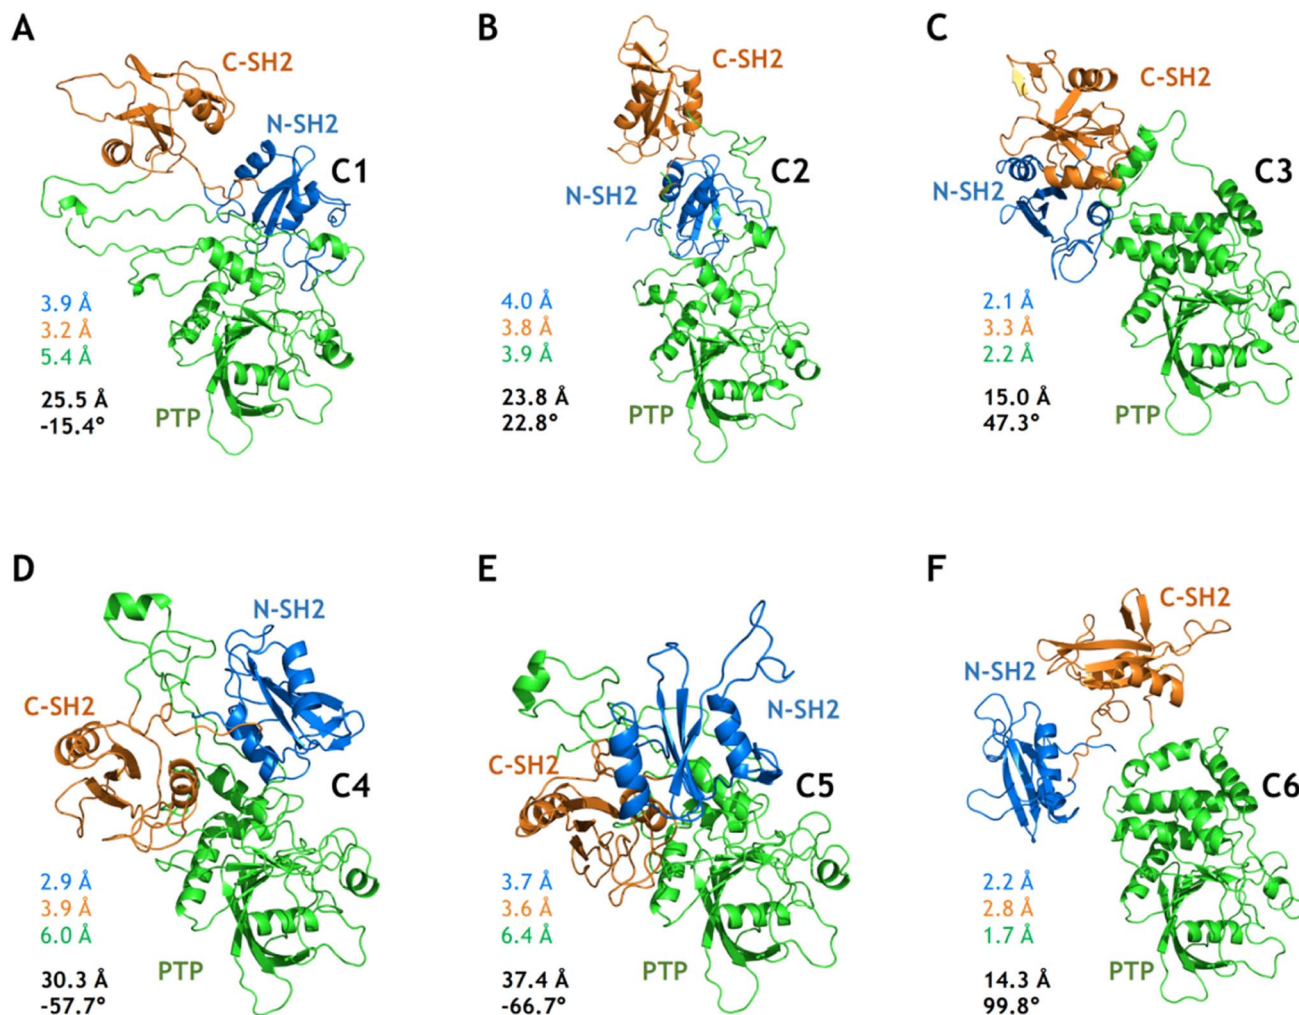 A
C-SH2
N-SH2
C1
3.9 Å
3.2 Å
5.4 Å
25.5 Å
-15.4°
PTP
B
C-SH2
N-SH2
C2
4.0 Å
3.8 Å
3.9 Å
23.8 Å
22.8°
PTP
C
C-SH2
N-SH2
C3
2.1 Å
3.3 Å
2.2 Å
15.0 Å
47.3°
PTP
D
N-SH2
C-SH2
C4
2.9 Å
3.9 Å
6.0 Å
30.3 Å
-57.7°
PTP
E
N-SH2
C-SH2
C5
3.7 Å
3.6 Å
6.4 Å
37.4 Å
-66.7°
PTP
F
C-SH2
N-SH2
C6
2.2 Å
2.8 Å
1.7 Å
14.3 Å
99.8°
PTP